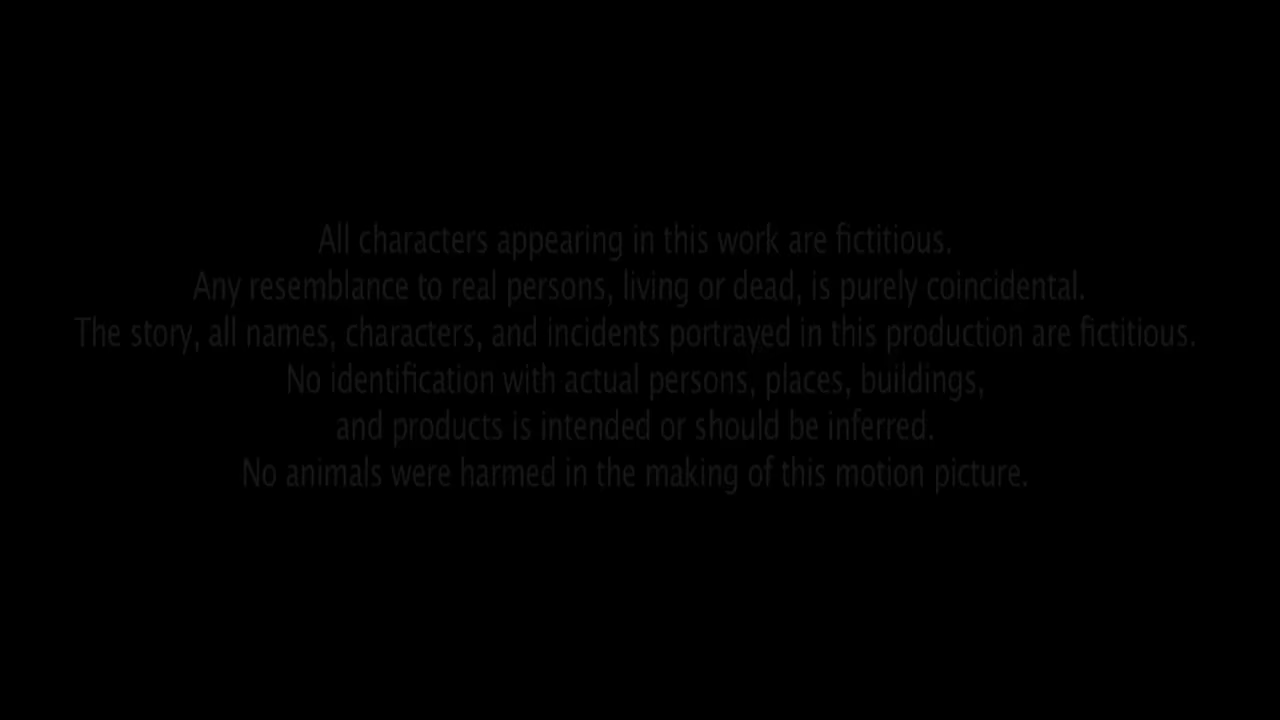 All characters appearing in this work are fictitious.
Any resemblance to real persons, living or dead, is purely coincidental.
The story, all names, characters, and incidents portrayed in this production are fictitious.
No identification with actual persons, places, buildings,
and products is intended or should be inferred.
No animals were harmed in the making of this motion picture.